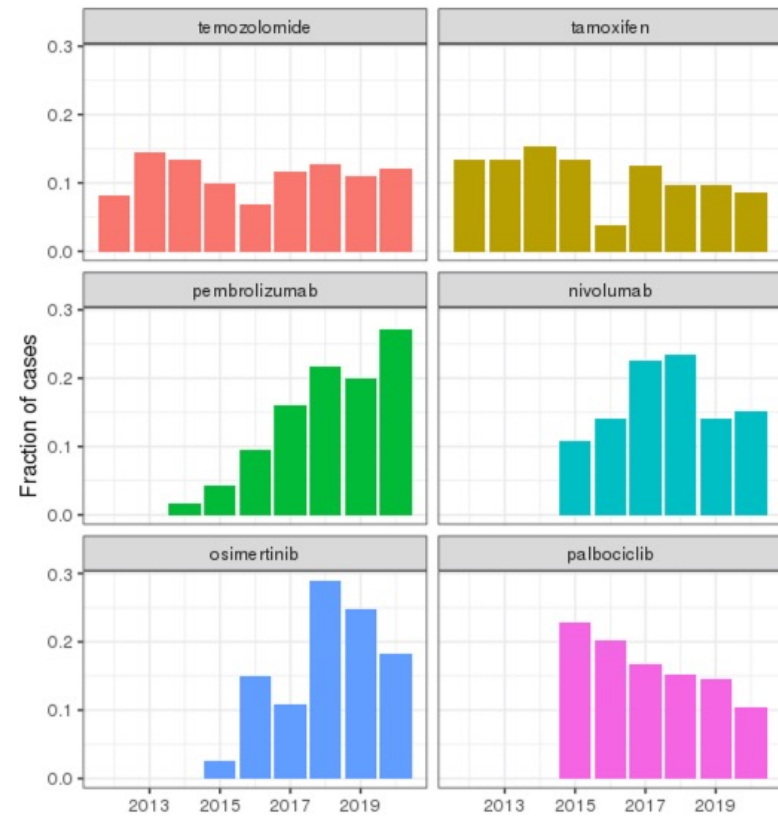 temozolomide
tamoxifen
0.3
0.2
0.1
0.0
pembrolizumab
nivolumab
Fraction of cases
0.3
0.2
0.1
0.0
osimertinib
palbociclib
0.3
0.2
0.1
0.0
2013 2015 2017 2019
2013 2015 2017 2019